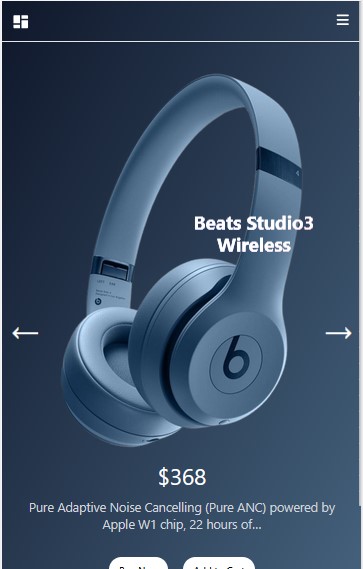 Beats Studio3
Wireless
$368
Pure Adaptive Noise Cancelling (Pure ANC) powered by
Apple W1 chip, 22 hours of...